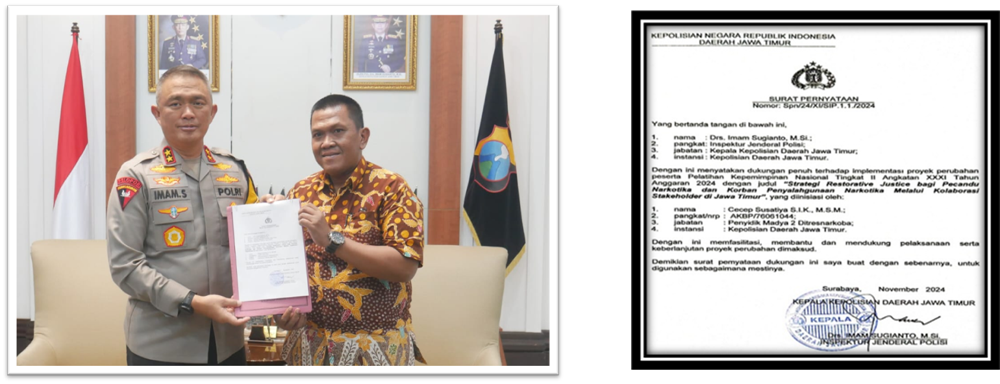 PELOPOR
IMAM.S
POLRI
KEPOLISIAN NEGARA REPUBLIK INDONESIA
DAERAH JAWA TIMUR
SURAT PERNYATAAN
Nomor: Spn/24/XI/SIP.1.1./2024
Yang bertanda tangan di bawah ini,
1. nama : Drs. Imam Sugianto, M.Si.;
2. pangkat: Inspektur Jenderal Polisi;
3. jabatan : Kepala Kepolisian Daerah Jawa Timur;
4. instansi : Kepolisian Daerah Jawa Timur.
Dengan ini menyatakan dukungan penuh terhadap implementasi proyek perubahan
peserta Pelatihan Kepemimpinan Nasional Tingkat II Angkatan XXXI Tahun
Anggaran 2024 dengan judul "Strategi Restorative Justice bagi Pecandu
Narkotika dan Korban Penyalahgunaan Narkotika Melalui Kolaborasi
Stakeholder di Jawa Timur", yang diinisiasi oleh:
1. nama : Cecep Susatiya S.I.K., M.S.M.;
2. pangkat/nrp : AKBP/76061044;
3. jabatan : Penyidik Madya 2 Ditresnarkoba;
4. instansi : Kepolisian Daerah Jawa Timur.
Dengan ini memfasilitasi, membantu dan mendukung pelaksanaan serta
keberlanjutan proyek perubahan dimaksud.
Demikian surat pernyataan dukungan ini saya buat dengan sebenarnya, untuk
digunakan sebagaimana mestinya.
Surabaya, November 2024
KEPALA KEPOLISIAN DAERAH JAWA TIMUR
KEPALA
Drs. IMAM SUGIANTO, M.Si.
INSPEKTUR JENDERAL POLISI